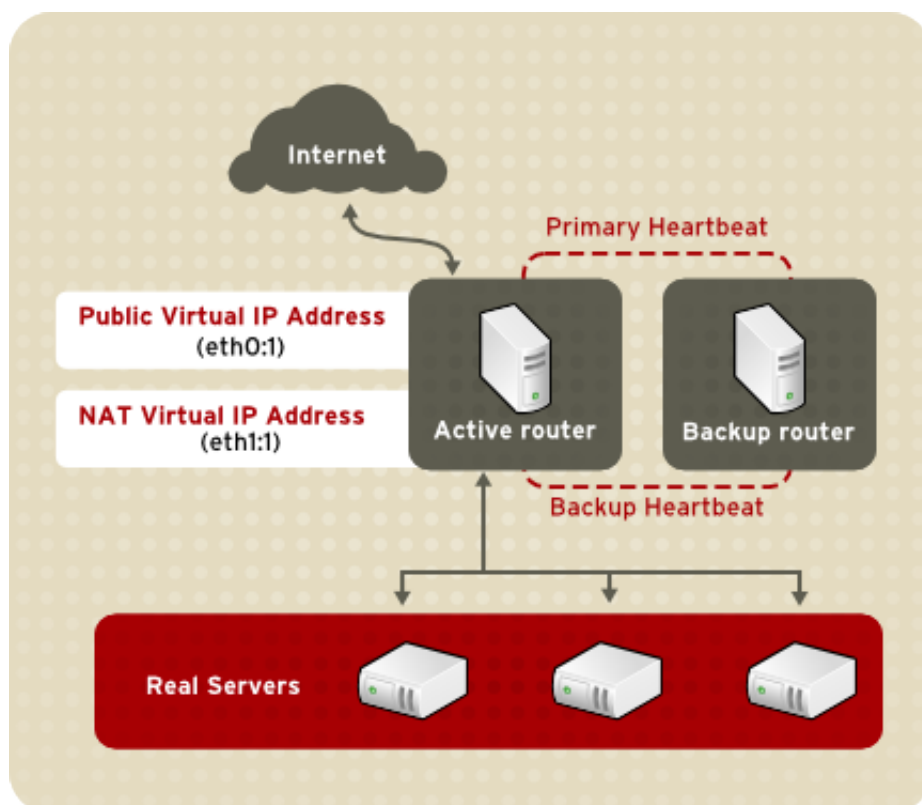 Internet
Primary Heartbeat
Public Virtual IP Address
(eth0:1)
NAT Virtual IP Address
(eth1:1)
Active router
Backup router
Backup Heartbeat
Real Servers